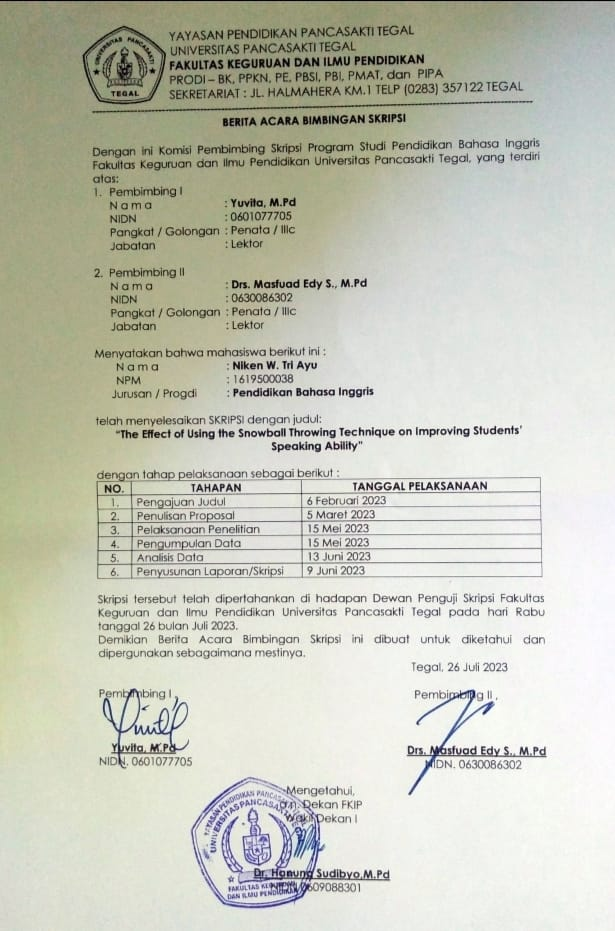 YAYASAN PENDIDIKAN PANCASAKTI TEGAL
UNIVERSITAS PANCASAKTI TEGAL
FAKULTAS KEGURUAN DAN ILMU PENDIDIKAN
PRODI – BK, PPKN, PE, PBSI, PBI, PMAT, dan PIPA
SEKRETARIAT : JL. HALMAHERA KM.1 TELP (0283) 357122 TEGAL
UNIVERSITAS PANCASAKTI
TEGAL
BERITA ACARA BIMBINGAN SKRIPSI
Dengan ini Komisi Pembimbing Skripsi Program Studi Pendidikan Bahasa Inggris
Fakultas Keguruan dan Ilmu Pendidikan Universitas Pancasakti Tegal, yang terdiri
atas:
1. Pembimbing I
N a m a : Yuvita, M.Pd
NIDN : 0601077705
Pangkat / Golongan : Penata / IIIc
Jabatan : Lektor
2. Pembimbing II
N a m a : Drs. Masfuad Edy S., M.Pd
NIDN : 0630086302
Pangkat / Golongan : Penata / IIIc
Jabatan : Lektor
Menyatakan bahwa mahasiswa berikut ini :
N a m a : Niken W. Tri Ayu
NPM : 1619500038
Jurusan / Progdi : Pendidikan Bahasa Inggris
telah menyelesaikan SKRIPSI dengan judul:
“The Effect of Using the Snowball Throwing Technique on Improving Students’
Speaking Ability”
dengan tahap pelaksanaan sebagai berikut :
NO. TAHAPAN TANGGAL PELAKSANAAN
1. Pengajuan Judul 6 Februari 2023
2. Penulisan Proposal 5 Maret 2023
3. Pelaksanaan Penelitian 15 Mei 2023
4. Pengumpulan Data 15 Mei 2023
5. Analisis Data 13 Juni 2023
6. Penyusunan Laporan/Skripsi 9 Juni 2023
Skripsi tersebut telah dipertahankan di hadapan Dewan Penguji Skripsi Fakultas
Keguruan dan Ilmu Pendidikan Universitas Pancasakti Tegal pada hari Rabu
tanggal 26 bulan Juli 2023.
Demikian Berita Acara Bimbingan Skripsi ini dibuat untuk diketahui dan
dipergunakan sebagaimana mestinya.
Tegal, 26 Juli 2023
Pembimbing I, Pembimbing II ,
Yuvita, M.Pd Drs. Masfuad Edy S., M.Pd
NIDN. 0601077705 NIDN. 0630086302
Mengetahui,
a.n. Dekan FKIP
Wakil Dekan I
Dr. Hanung Sudibyo,M.Pd
0609088301
YAYASAN PENDIDIKAN PANCASAKTI TEGAL
UNIVERSITAS PANCASAKTI TEGAL
FAKULTAS KEGURUAN
DAN ILMU PENDIDIKAN